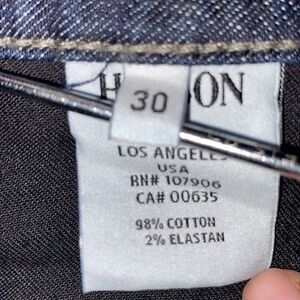 30
LOS ANGELES
USA
RN# 107906
CA# 00635
98% COTTON
2% ELASTAN